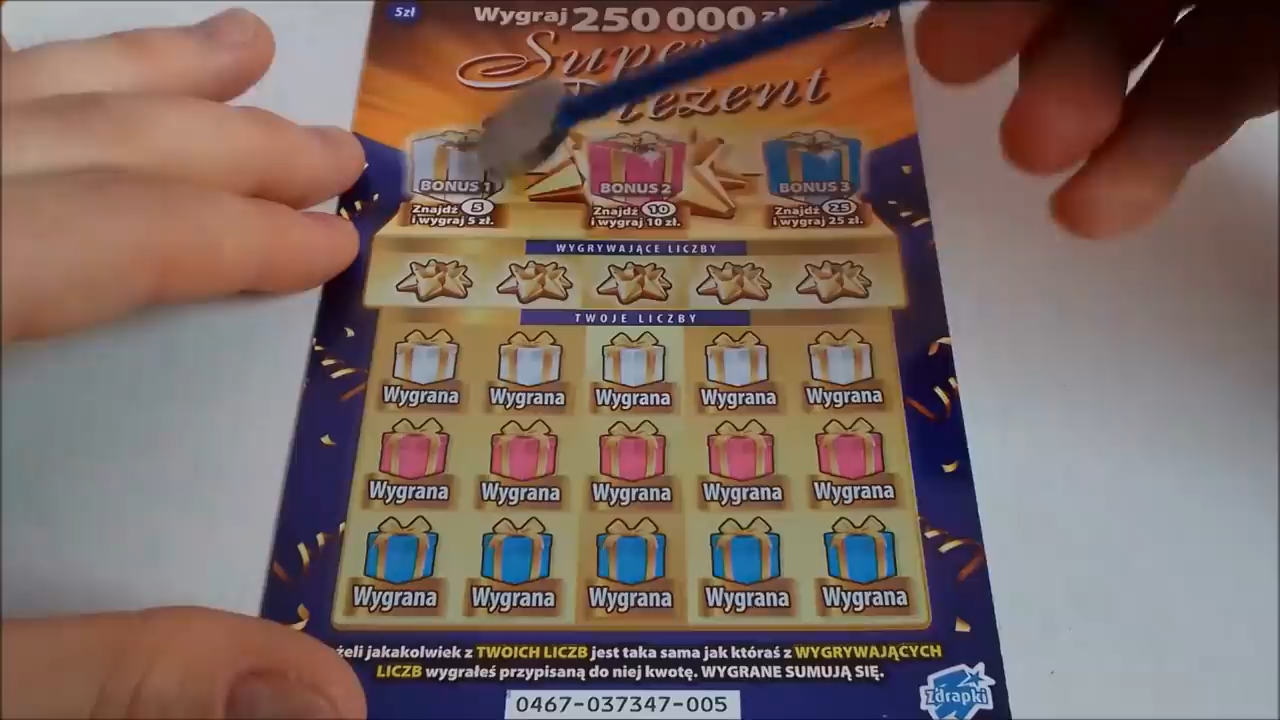 5zł
Wygraj 250 000 zł
Super
Prezent
BONUS 1
Znajdź 5
i wygraj 5 zł.
BONUS 2
Znajdź 10
i wygraj 10 zł.
BONUS 3
Znajdź 25
i wygraj 25 zł.
WYGRYWAJĄCE LICZBY
TWOJE LICZBY
Wygrana Wygrana Wygrana Wygrana Wygrana
Wygrana Wygrana Wygrana Wygrana Wygrana
Wygrana Wygrana Wygrana Wygrana Wygrana
żeli jakakolwiek z TWOICH LICZB jest taka sama jak któraś z WYGRYWAJĄCYCH
LICZB wygrałeś przypisaną do niej kwotę. WYGRANE SUMUJĄ SIĘ.
0467-037347-005
Zdrapki